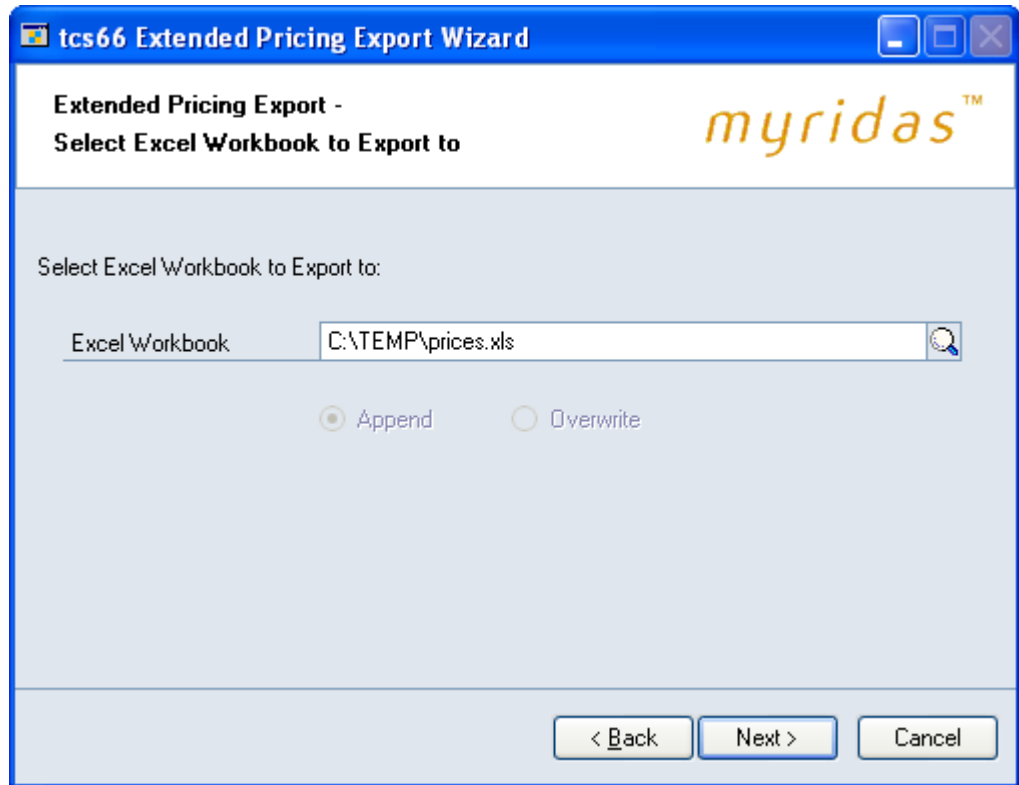 tcs66 Extended Pricing Export Wizard
Extended Pricing Export -
Select Excel Workbook to Export to
myridas™
Select Excel Workbook to Export to:
Excel Workbook C:\TEMP\prices.xls
Append Overwrite
< Back Next > Cancel